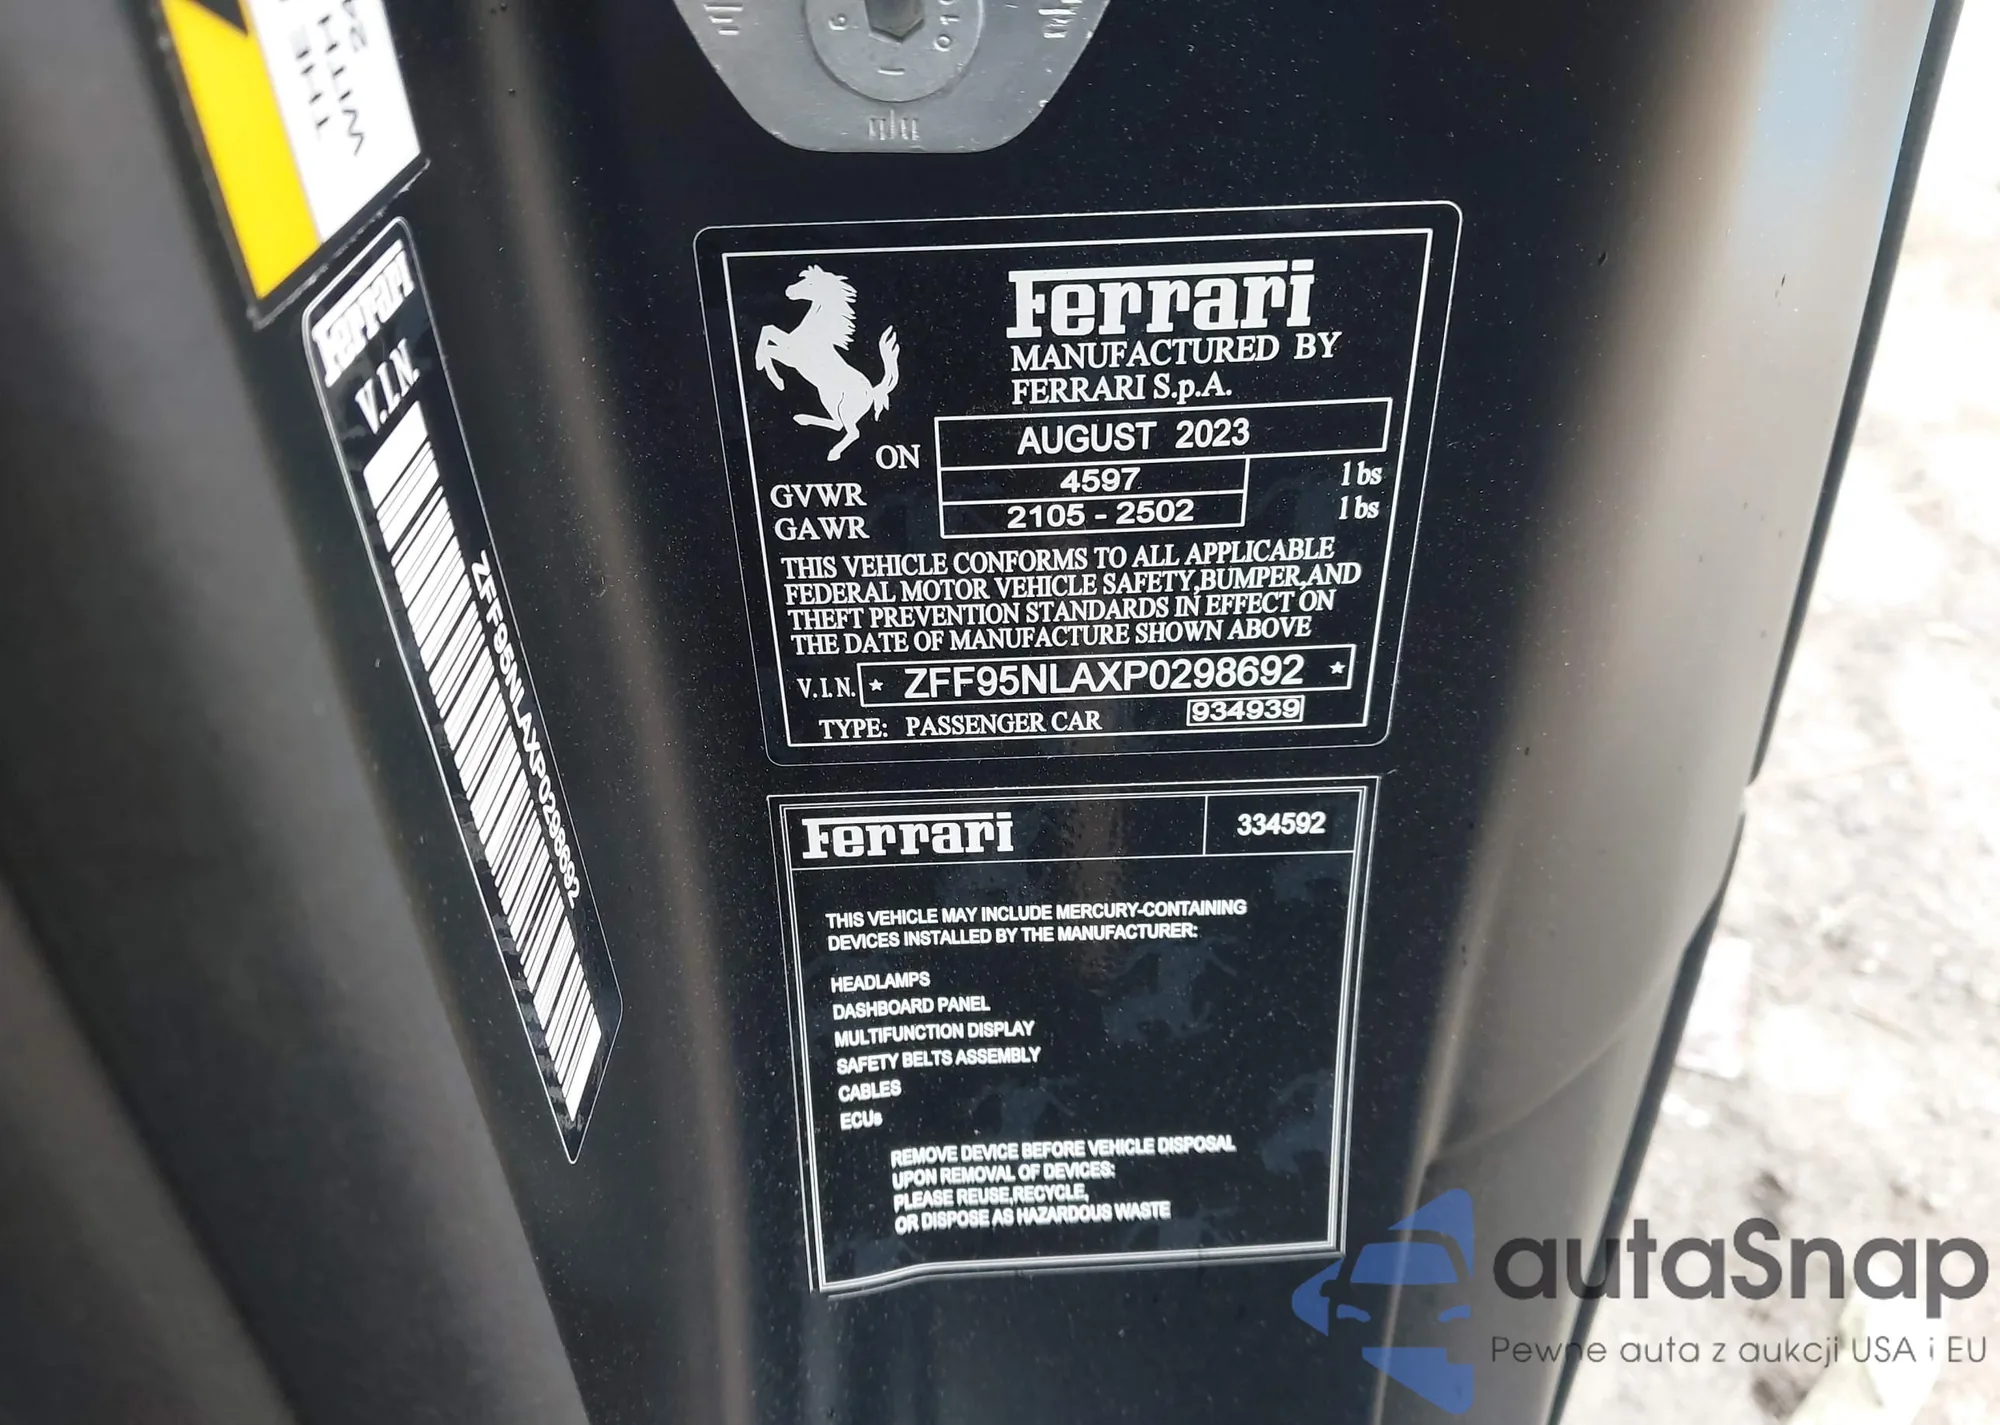 THE
WITH
Ferrari
V.I.N.
ZFF95NLAXP0298692
Ferrari
MANUFACTURED BY
FERRARI S.p.A.
ON AUGUST 2023
GVWR 4597 lbs
GAWR 2105 - 2502 lbs
THIS VEHICLE CONFORMS TO ALL APPLICABLE
FEDERAL MOTOR VEHICLE SAFETY,BUMPER,AND
THEFT PREVENTION STANDARDS IN EFFECT ON
THE DATE OF MANUFACTURE SHOWN ABOVE
V.I.N. * ZFF95NLAXP0298692 *
TYPE: PASSENGER CAR 934939
Ferrari 334592
THIS VEHICLE MAY INCLUDE MERCURY-CONTAINING
DEVICES INSTALLED BY THE MANUFACTURER:
HEADLAMPS
DASHBOARD PANEL
MULTIFUNCTION DISPLAY
SAFETY BELTS ASSEMBLY
CABLES
ECUs
REMOVE DEVICE BEFORE VEHICLE DISPOSAL
UPON REMOVAL OF DEVICES:
PLEASE REUSE,RECYCLE,
OR DISPOSE AS HAZARDOUS WASTE
autaSnap
Pewne auta z aukcji USA i EU